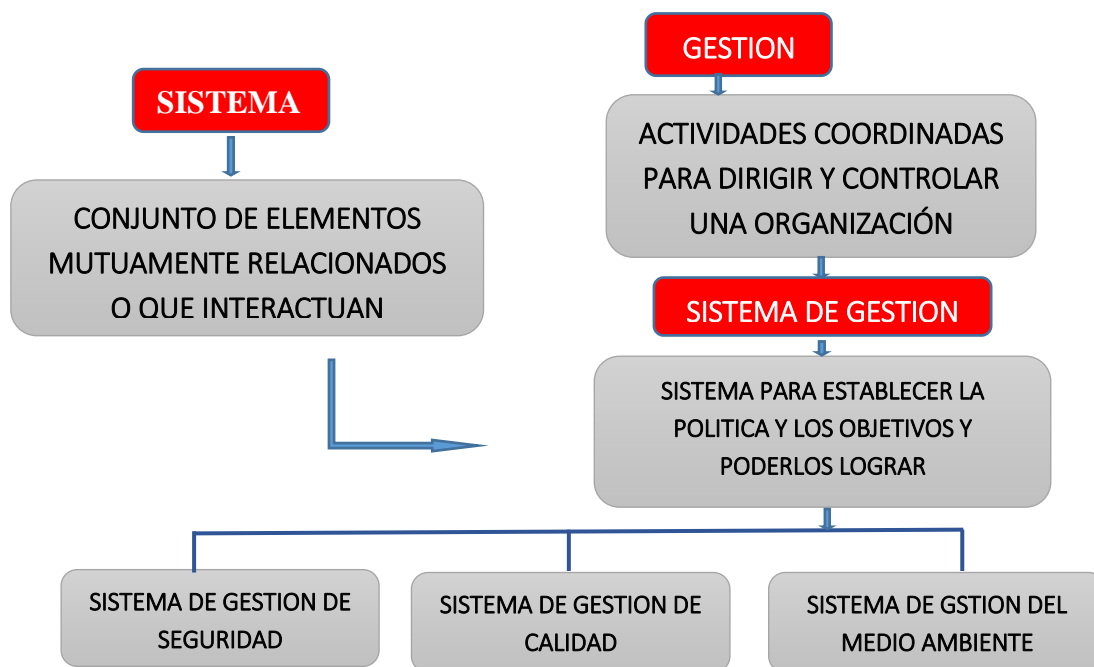 SISTEMA
CONJUNTO DE ELEMENTOS
MUTUAMENTE RELACIONADOS
O QUE INTERACTUAN
GESTION
ACTIVIDADES COORDINADAS
PARA DIRIGIR Y CONTROLAR
UNA ORGANIZACIÓN
SISTEMA DE GESTION
SISTEMA PARA ESTABLECER LA
POLITICA Y LOS OBJETIVOS Y
PODERLOS LOGRAR
SISTEMA DE GESTION DE
SEGURIDAD
SISTEMA DE GESTION DE
CALIDAD
SISTEMA DE GSTION DEL
MEDIO AMBIENTE